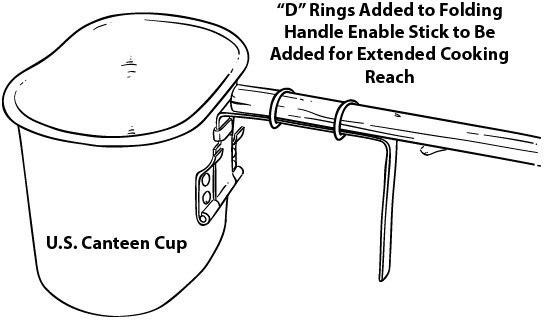 “D” Rings Added to Folding
Handle Enable Stick to Be
Added for Extended Cooking
Reach
U.S. Canteen Cup